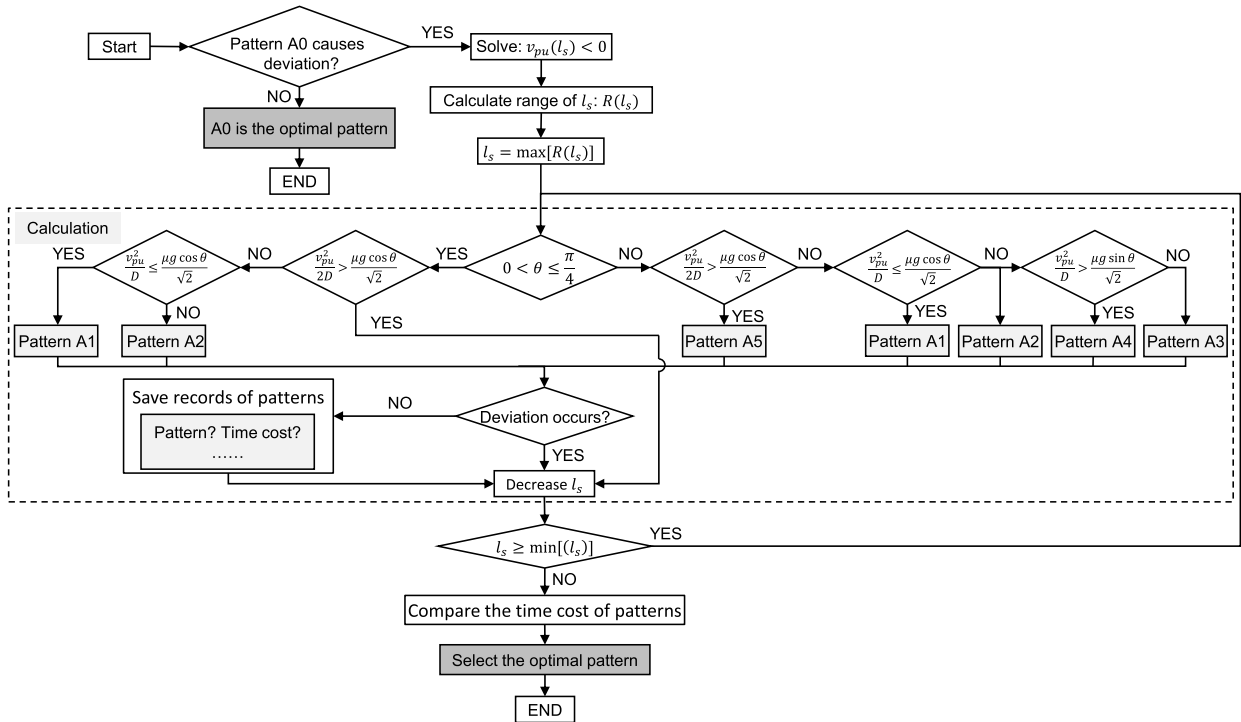 Start
Pattern A0 causes
deviation?
YES
Solve: v_pu(l_s) < 0
NO
Calculate range of l_s: R(l_s)
A0 is the optimal pattern
l_s = max[R(l_s)]
END
Calculation
YES
v_pu^2/D ≤ μg cos θ/√2
NO
v_pu^2/2D > μg cos θ/√2
YES
0 < θ ≤ π/4
NO
v_pu^2/2D > μg cos θ/√2
NO
v_pu^2/D ≤ μg cos θ/√2
NO
v_pu^2/D > μg sin θ/√2
NO
NO
YES
YES
YES
YES
Pattern A1
Pattern A2
Pattern A5
Pattern A1
Pattern A2
Pattern A4
Pattern A3
Save records of patterns
NO
Deviation occurs?
Pattern? Time cost?
……
YES
Decrease l_s
l_s ≥ min[(l_s)]
YES
NO
Compare the time cost of patterns
Select the optimal pattern
END